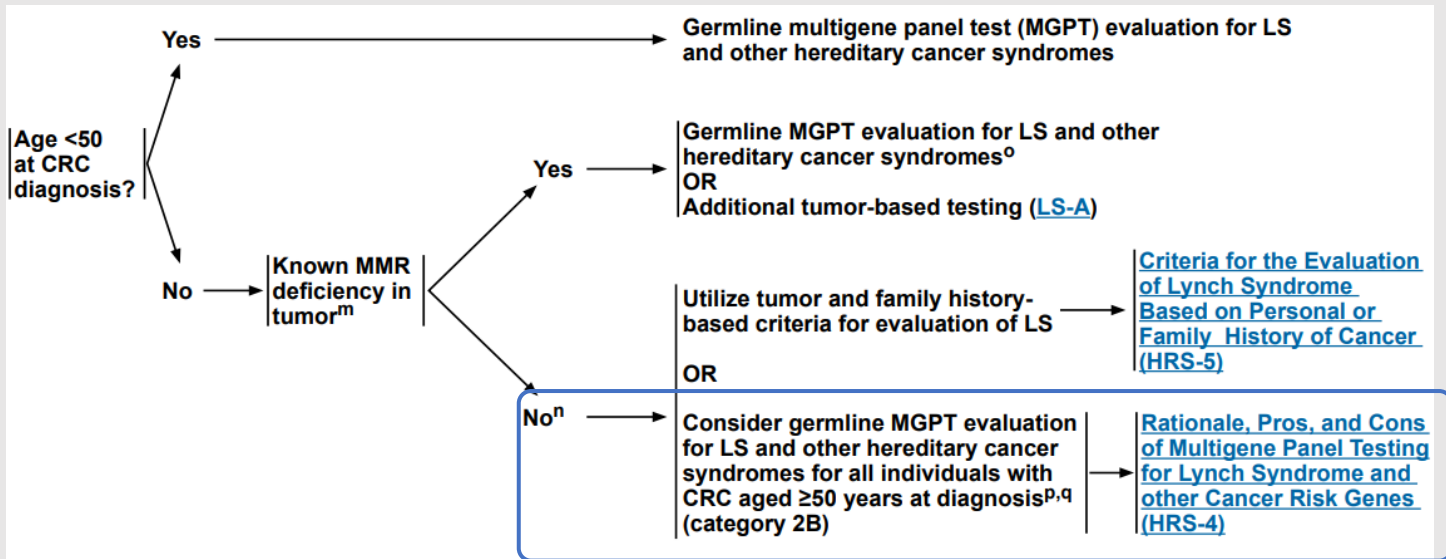 Yes
Germline multigene panel test (MGPT) evaluation for LS
and other hereditary cancer syndromes
Age <50
at CRC
diagnosis?
Yes
Germline MGPT evaluation for LS and other
hereditary cancer syndromesᵒ
OR
Additional tumor-based testing (LS-A)
No
Known MMR
deficiency in
tumorᵐ
Utilize tumor and family history-
based criteria for evaluation of LS
Criteria for the Evaluation
of Lynch Syndrome
Based on Personal or
Family History of Cancer
(HRS-5)
OR
Noⁿ
Consider germline MGPT evaluation
for LS and other hereditary cancer
syndromes for all individuals with
CRC aged ≥50 years at diagnosisᵖ,q
(category 2B)
Rationale, Pros, and Cons
of Multigene Panel Testing
for Lynch Syndrome and
other Cancer Risk Genes
(HRS-4)